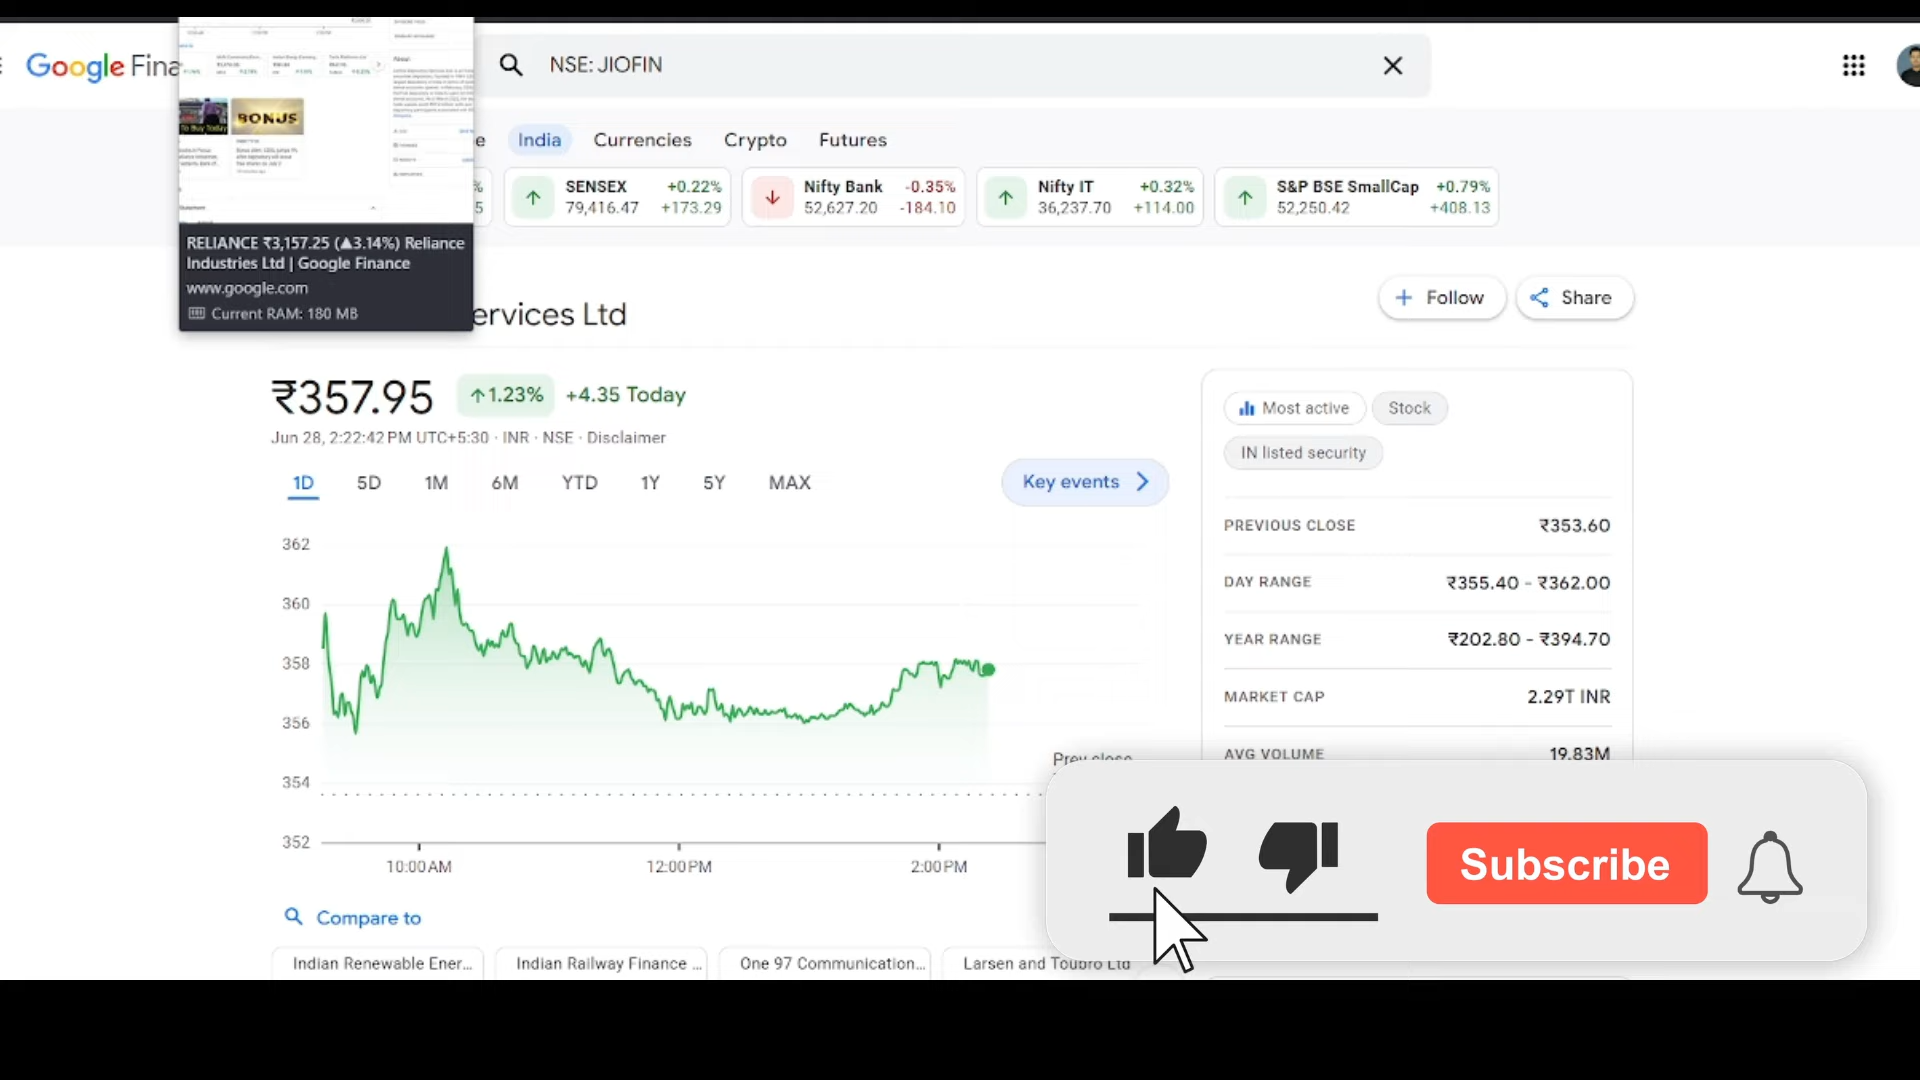 Google Fina
NSE: JIOFIN
To Buy Today
BONUS
RELIANCE ₹3,157.25 (▲3.14%) Reliance
Industries Ltd | Google Finance
www.google.com
Current RAM: 180 MB
e India Currencies Crypto Futures
% SENSEX +0.22% Nifty Bank -0.35% Nifty IT +0.32% S&P BSE SmallCap +0.79%
5 79,416.47 +173.29 52,627.20 -184.10 36,237.70 +114.00 52,250.42 +408.13
ervices Ltd
Follow Share
₹357.95 ↑1.23% +4.35 Today
Jun 28, 2:22:42 PM UTC+5:30 · INR · NSE · Disclaimer
1D 5D 1M 6M YTD 1Y 5Y MAX
Key events
362
360
358
356
354
352
Prev close
10:00 AM 12:00 PM 2:00 PM
Most active Stock
IN listed security
PREVIOUS CLOSE ₹353.60
DAY RANGE ₹355.40 - ₹362.00
YEAR RANGE ₹202.80 - ₹394.70
MARKET CAP 2.29T INR
AVG VOLUME 19.83M
Subscribe
Compare to
Indian Renewable Ener... Indian Railway Finance ... One 97 Communication... Larsen and Toubro Ltd